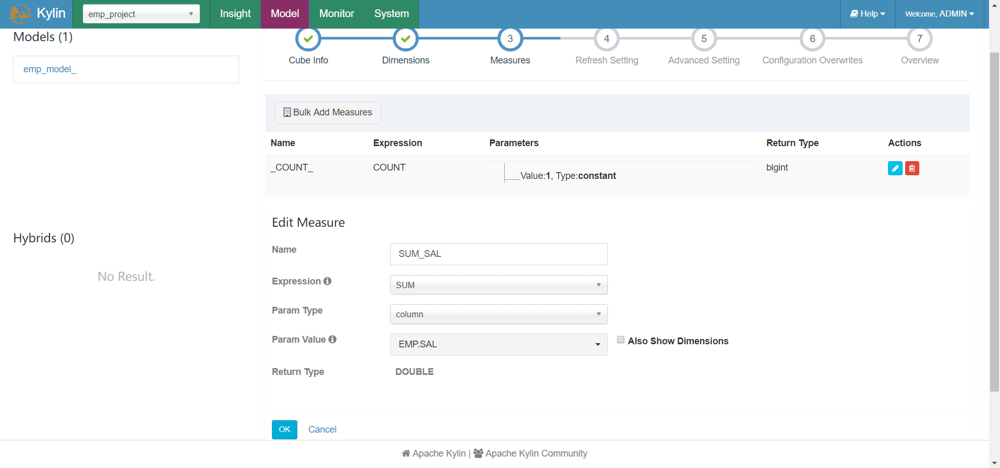 Kylin
emp_project
Insight
Model
Monitor
System
Help
Welcome, ADMIN
Models (1)
emp_model_
Hybrids (0)
No Result.
3
4
5
6
7
Cube Info
Dimensions
Measures
Refresh Setting
Advanced Setting
Configuration Overwrites
Overview
Bulk Add Measures
Name Expression Parameters Return Type Actions
_COUNT_ COUNT Value:1, Type:constant bigint
Edit Measure
Name SUM_SAL
Expression SUM
Param Type column
Param Value EMP.SAL Also Show Dimensions
Return Type DOUBLE
OK Cancel
Apache Kylin | Apache Kylin Community